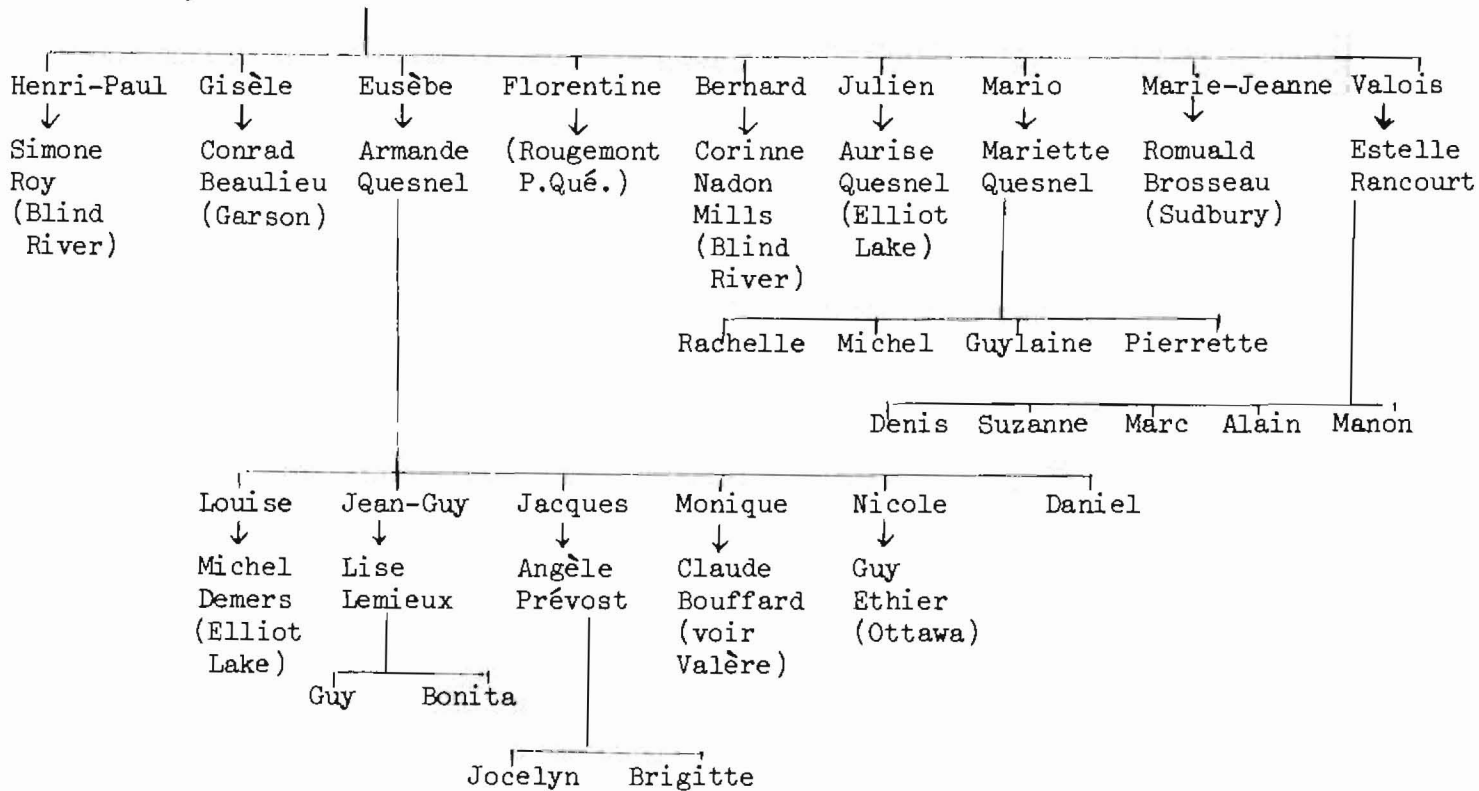 Henri-Paul Gisèle Eusèbe Florentine Bernard Julien Mario Marie-Jeanne Valois
Simone Roy (Blind River)
Conrad Beaulieu (Garson)
Armande Quesnel
(Rougemont P.Qué.)
Corinne Nadon Mills (Blind River)
Aurise Quesnel (Elliot Lake)
Mariette Quesnel
Romuald Brosseau (Sudbury)
Estelle Rancourt
Rachelle Michel Guylaine Pierrette
Denis Suzanne Marc Alain Manon
Louise Jean-Guy Jacques Monique Nicole Daniel
Michel Demers (Elliot Lake)
Lise Lemieux
Angèle Prévost
Claude Bouffard (voir Valère)
Guy Ethier (Ottawa)
Guy Bonita
Jocelyn Brigitte